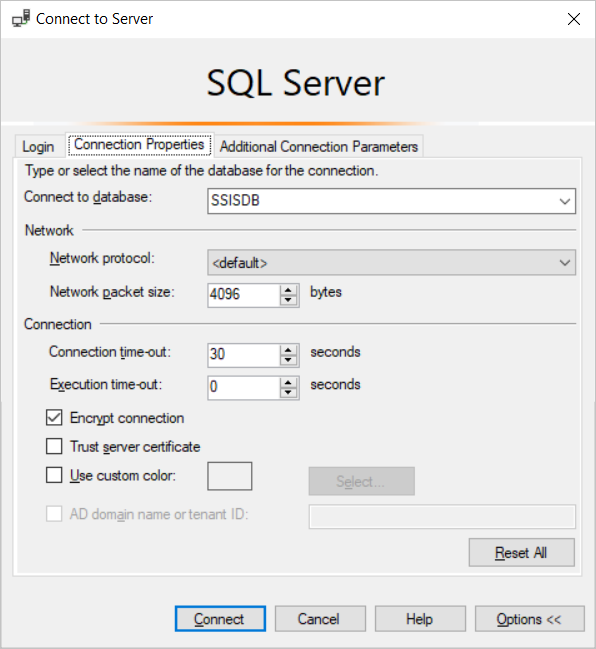 Connect to Server
SQL Server
Login Connection Properties Additional Connection Parameters
Type or select the name of the database for the connection.
Connect to database: SSISDB
Network
Network protocol: <default>
Network packet size: 4096 bytes
Connection
Connection time-out: 30 seconds
Execution time-out: 0 seconds
Encrypt connection
Trust server certificate
Use custom color: Select...
AD domain name or tenant ID:
Reset All
Connect Cancel Help Options <<